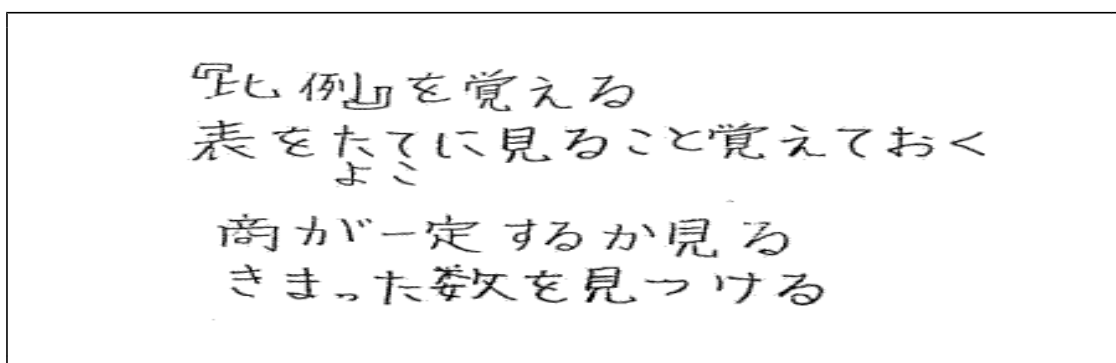 『比例』を覚える
表をたてに見ること覚えておく
よこ
商が一定するか見る
きまった数を見つける